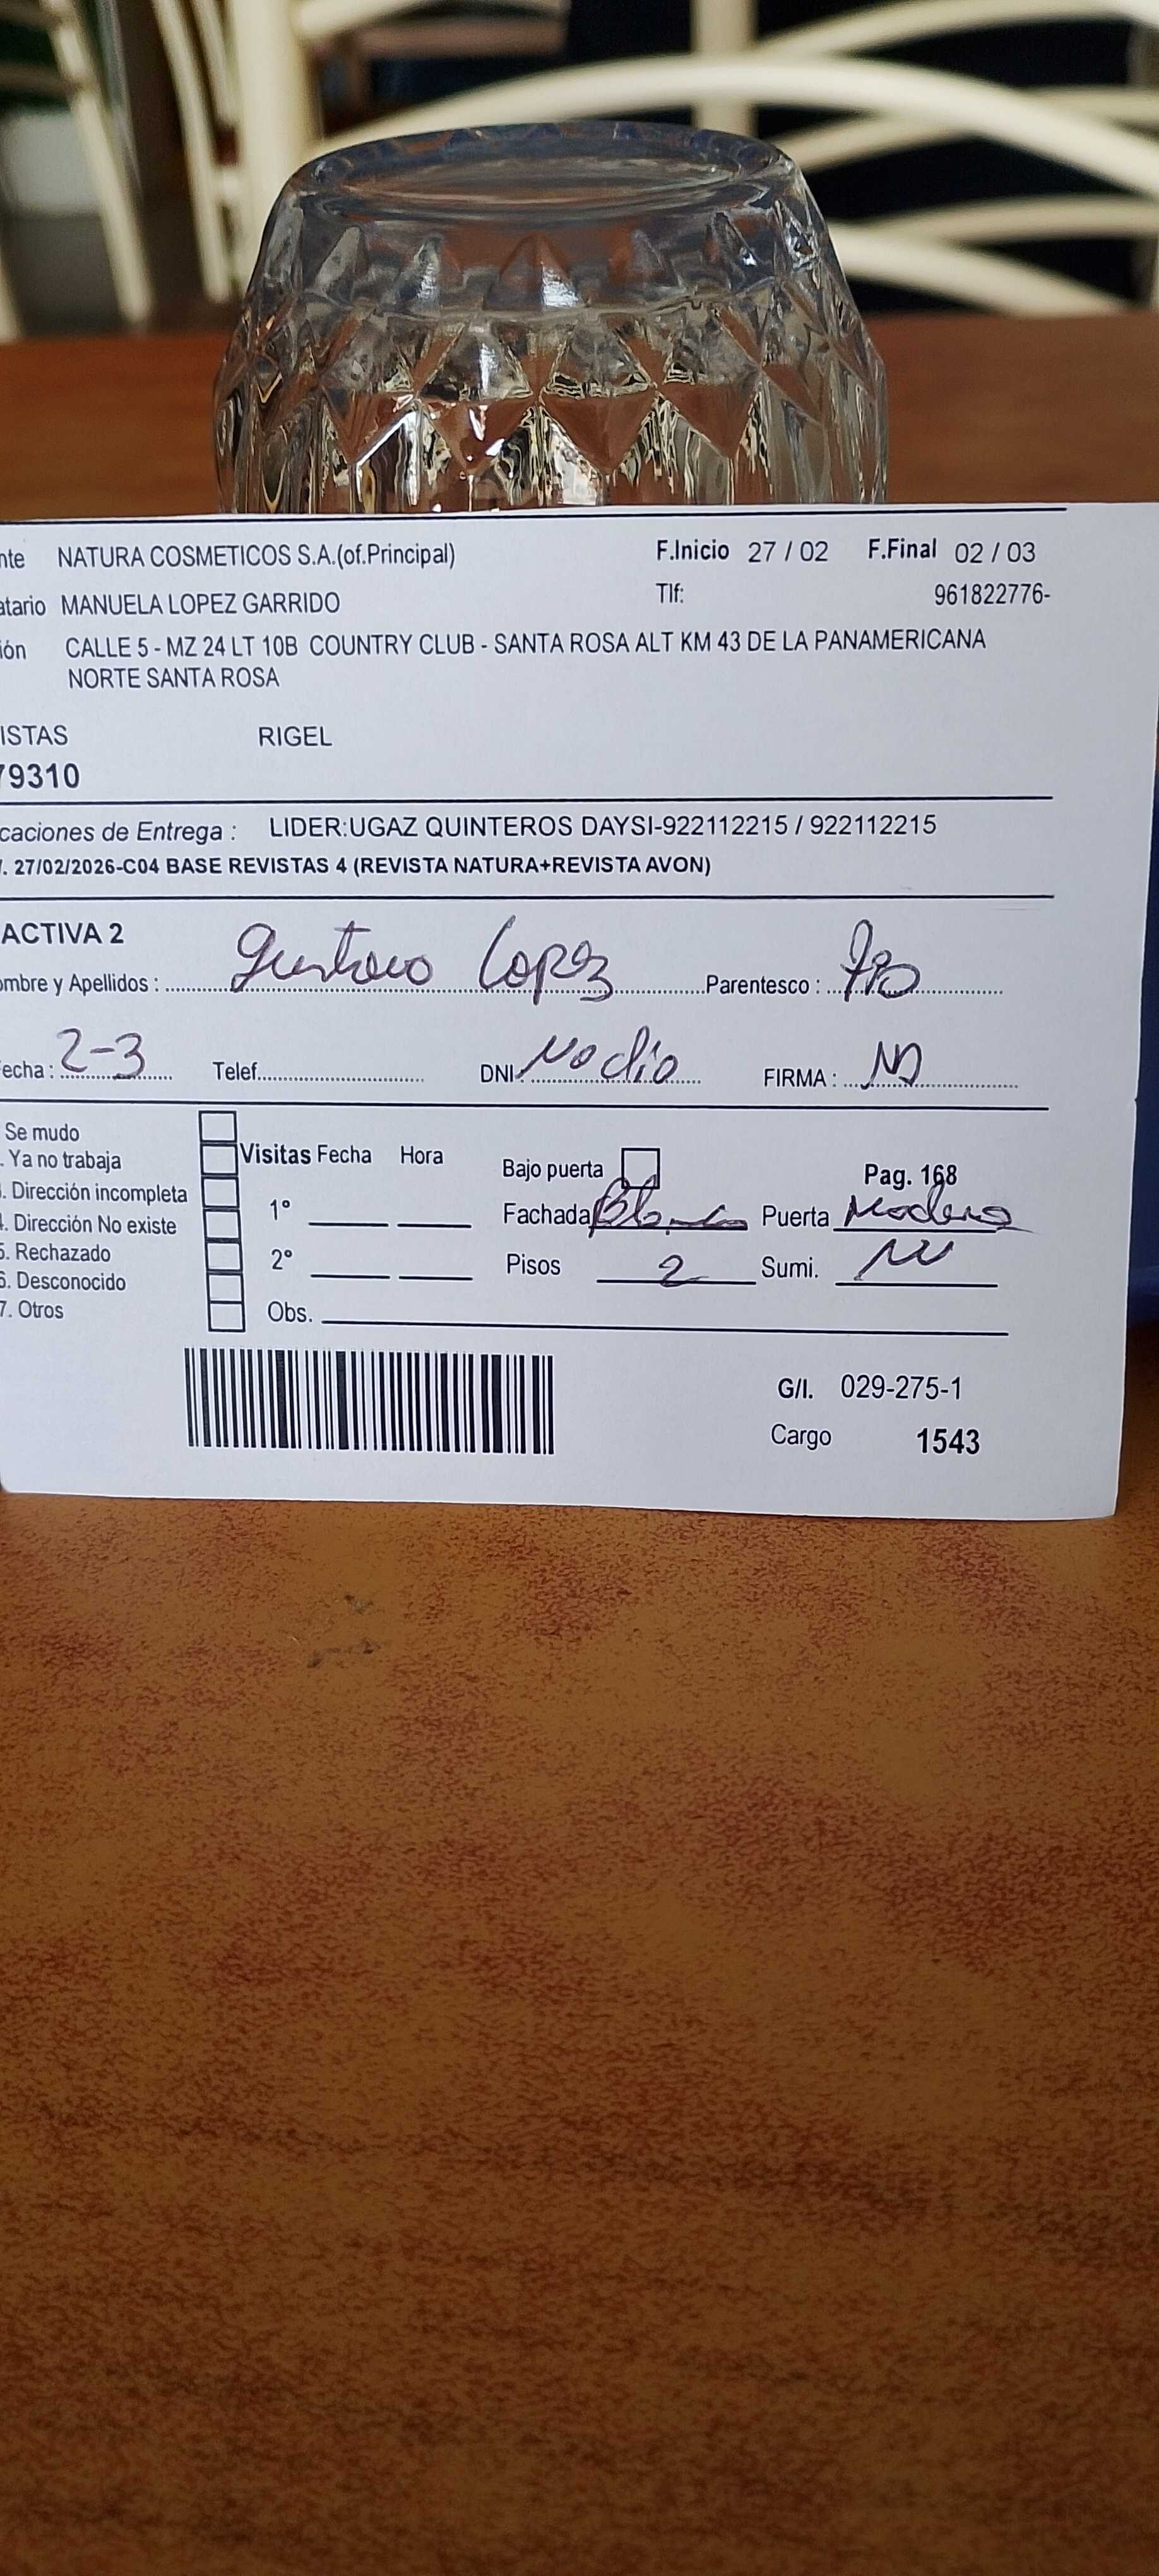 nte NATURA COSMETICOS S.A.(of.Principal) F.Inicio 27 / 02 F.Final 02 / 03
atario MANUELA LOPEZ GARRIDO Tlf: 961822776-
ión CALLE 5 - MZ 24 LT 10B COUNTRY CLUB - SANTA ROSA ALT KM 43 DE LA PANAMERICANA
NORTE SANTA ROSA
ISTAS RIGEL
79310
caciones de Entrega : LIDER:UGAZ QUINTEROS DAYSI-922112215 / 922112215
. 27/02/2026-C04 BASE REVISTAS 4 (REVISTA NATURA+REVISTA AVON)
ACTIVA 2
ombre y Apellidos : Gustavo Lopez Parentesco :
echa : 2-3 Telef. DNI: No dio FIRMA :
Se mudo
. Ya no trabaja Visitas Fecha Hora Bajo puerta Pag. 168
. Dirección incompleta 1° Fachada Blanca Puerta Madera
4. Dirección No existe
5. Rechazado 2° Pisos 2 Sumi.
6. Desconocido
7. Otros Obs.
G/I. 029-275-1
Cargo 1543